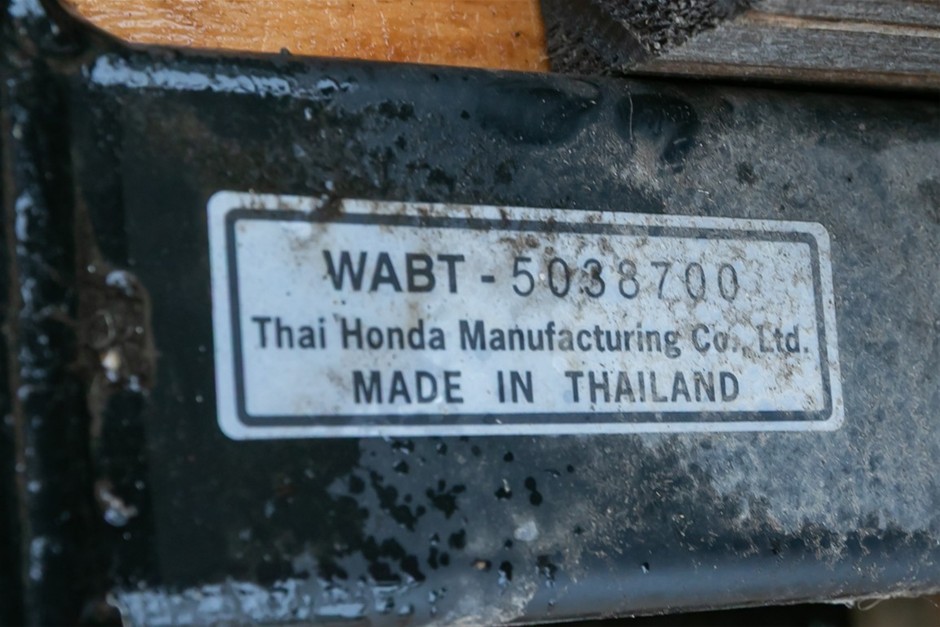 WABT - 5038700
Thai Honda Manufacturing Co., Ltd.
MADE IN THAILAND